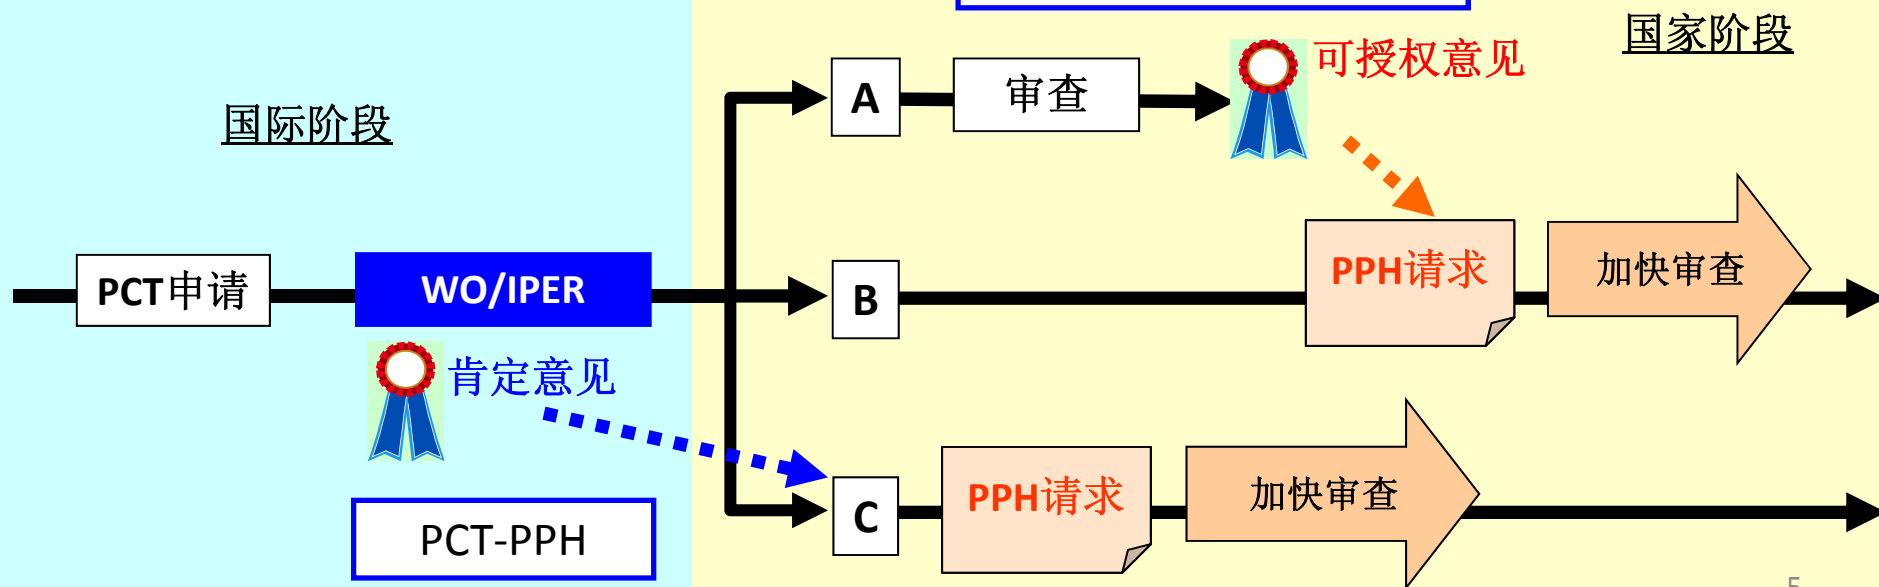 国家阶段
可授权意见
A
审查
国际阶段
PCT申请
WO/IPER
B
PPH请求
加快审查
肯定意见
C
PPH请求
加快审查
PCT-PPH